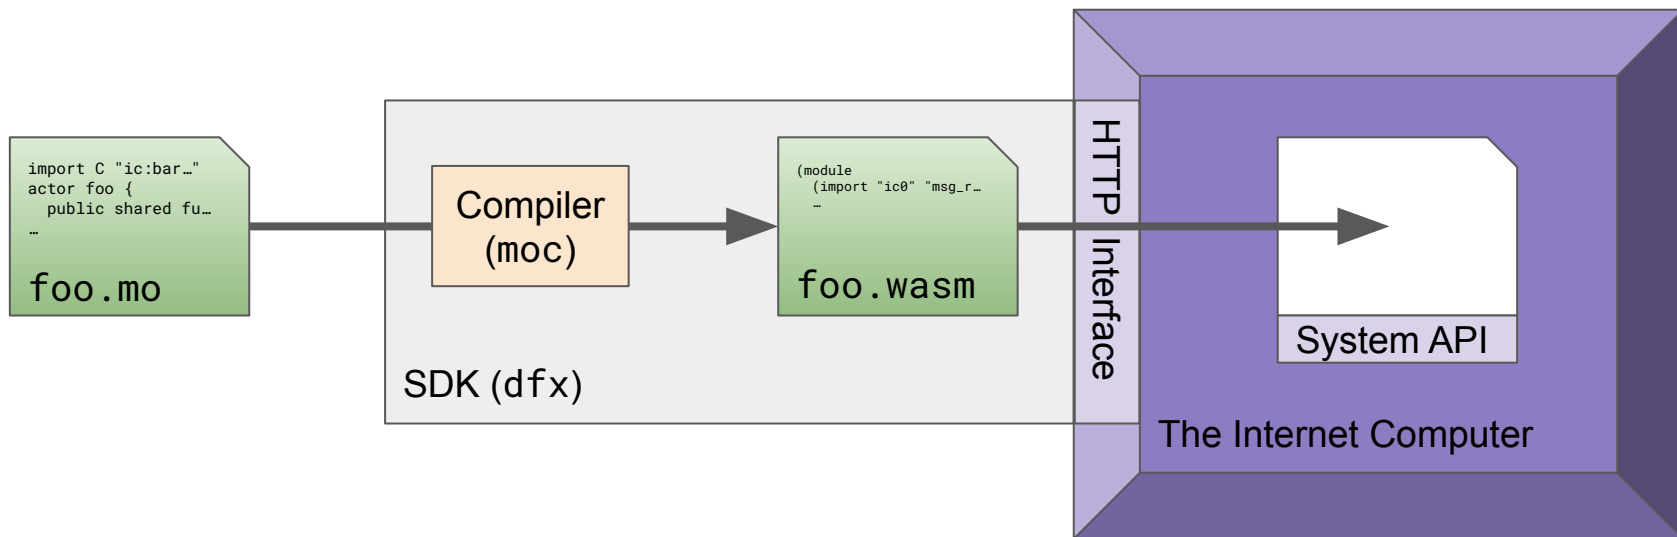 import C "ic:bar…"
actor foo {
  public shared fu…
…
foo.mo
Compiler
(moc)
SDK (dfx)
(module
  (import "ic0" "msg_r…
  …
foo.wasm
HTTP Interface
System API
The Internet Computer